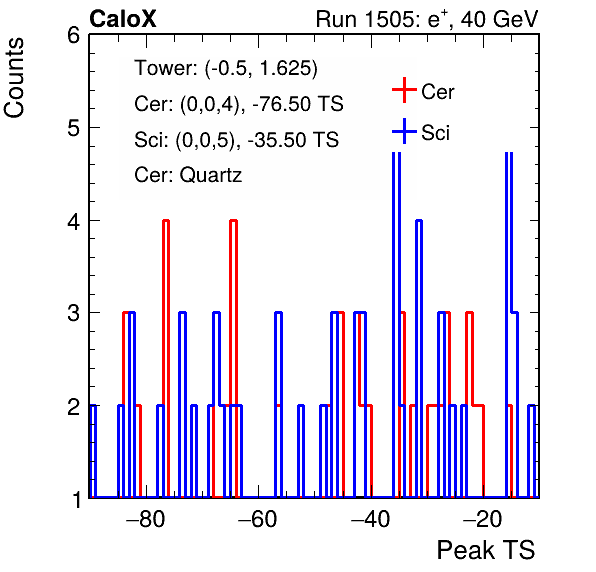 CaloX Run 1505: e⁺, 40 GeV
Counts
6
Tower: (-0.5, 1.625)
Cer: (0,0,4), -76.50 TS
Sci: (0,0,5), -35.50 TS
Cer: Quartz
Cer
Sci
5
4
3
2
1
−80 −60 −40 −20
Peak TS